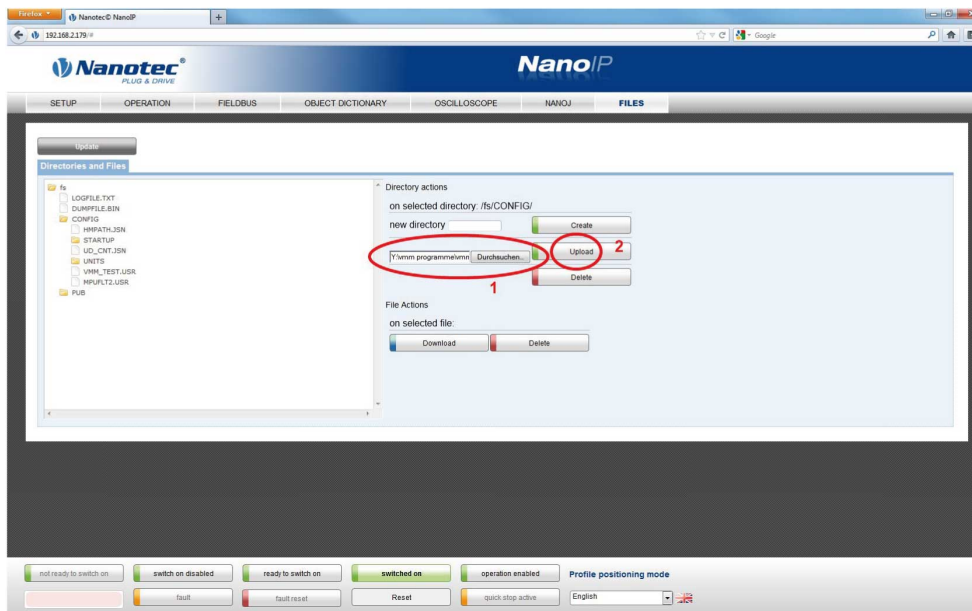 Firefox
Nanotec© NanoIP
192.168.2.179/#
Google
Nanotec®
PLUG & DRIVE
NanoIP
SETUP OPERATION FIELDBUS OBJECT DICTIONARY OSCILLOSCOPE NANOJ FILES
Update
Directories and Files
fs
LOGFILE.TXT
DUMPFILE.BIN
CONFIG
HMPATH.JSN
STARTUP
UD_CNT.JSN
UNITS
VMM_TEST.USR
MPUFLT2.USR
PUB
Directory actions
on selected directory: /fs/CONFIG/
new directory Create
Y:\vmm programme\vmn Durchsuchen.. Upload 2
1
Delete
File Actions
on selected file:
Download Delete
not ready to switch on switch on disabled ready to switch on switched on operation enabled Profile positioning mode
fault fault reset Reset quick stop active English